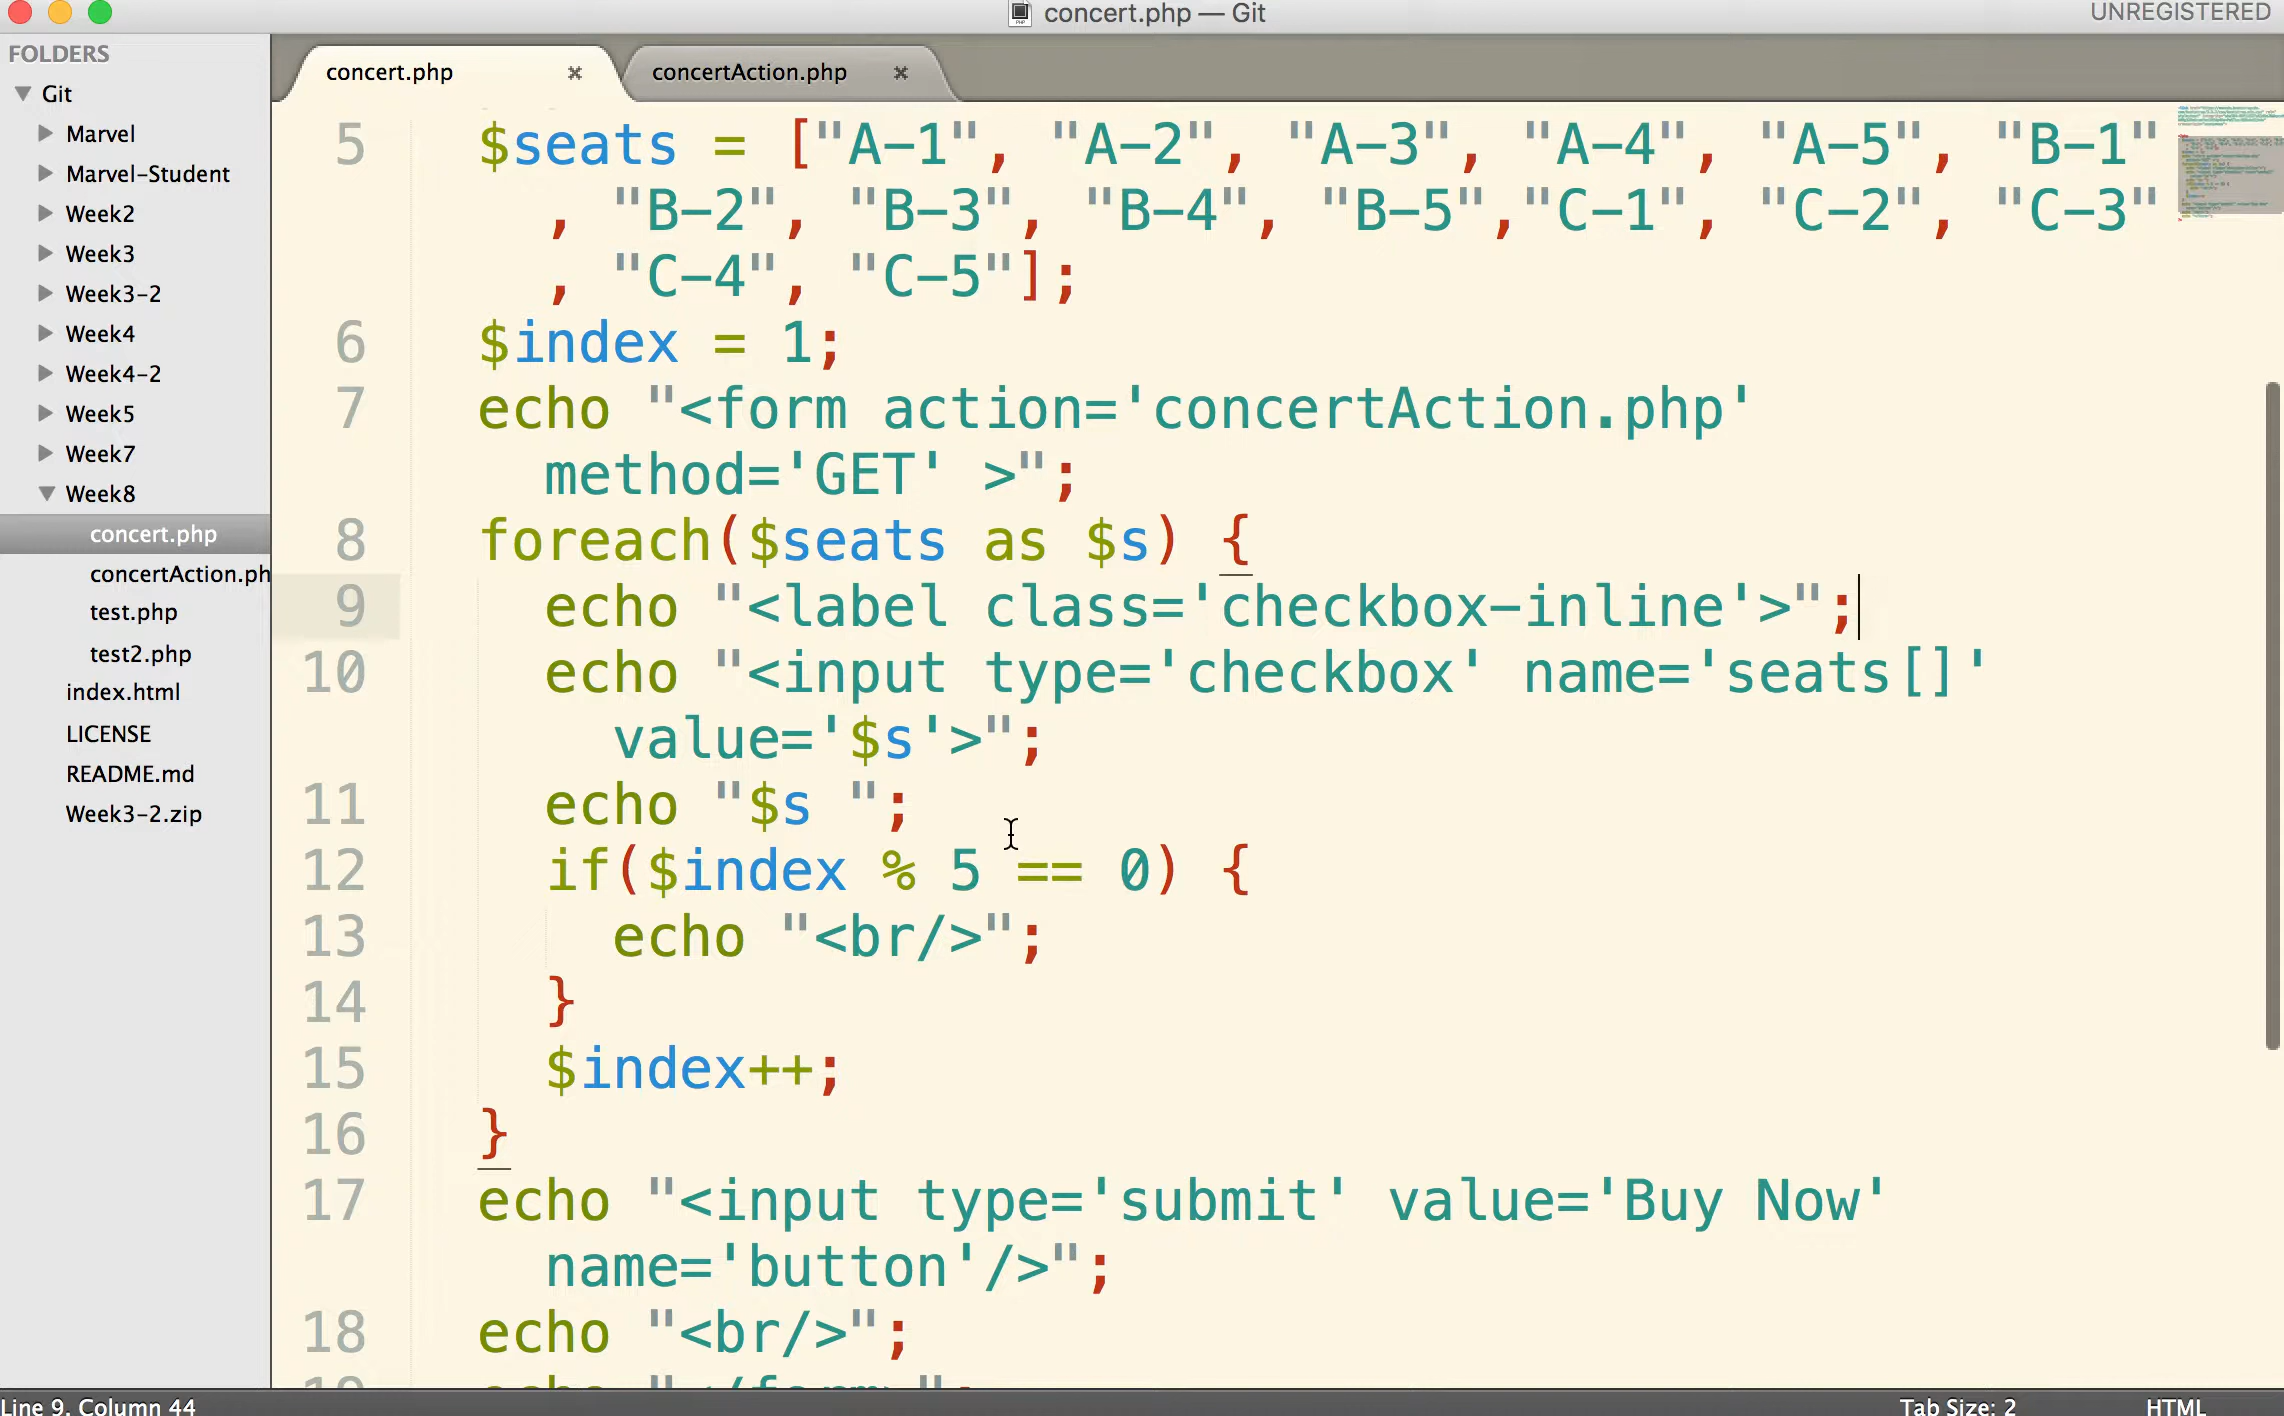 concert.php — Git
UNREGISTERED
FOLDERS
Git
Marvel
Marvel-Student
Week2
Week3
Week3-2
Week4
Week4-2
Week5
Week7
Week8
concert.php
concertAction.ph
test.php
test2.php
index.html
LICENSE
README.md
Week3-2.zip
concert.php
concertAction.php
5 $seats = ["A-1", "A-2", "A-3", "A-4", "A-5", "B-1"
, "B-2", "B-3", "B-4", "B-5","C-1", "C-2", "C-3"
, "C-4", "C-5"];
6 $index = 1;
7 echo "<form action='concertAction.php'
method='GET' >";
8 foreach($seats as $s) {
9 echo "<label class='checkbox-inline'>";
10 echo "<input type='checkbox' name='seats[]'
value='$s'>";
11 echo "$s ";
12 if($index % 5 == 0) {
13 echo "<br/>";
14 }
15 $index++;
16 }
17 echo "<input type='submit' value='Buy Now'
name='button'/>";
18 echo "<br/>";
19 echo "</form>";
Line 9, Column 44
Tab Size: 2
HTML